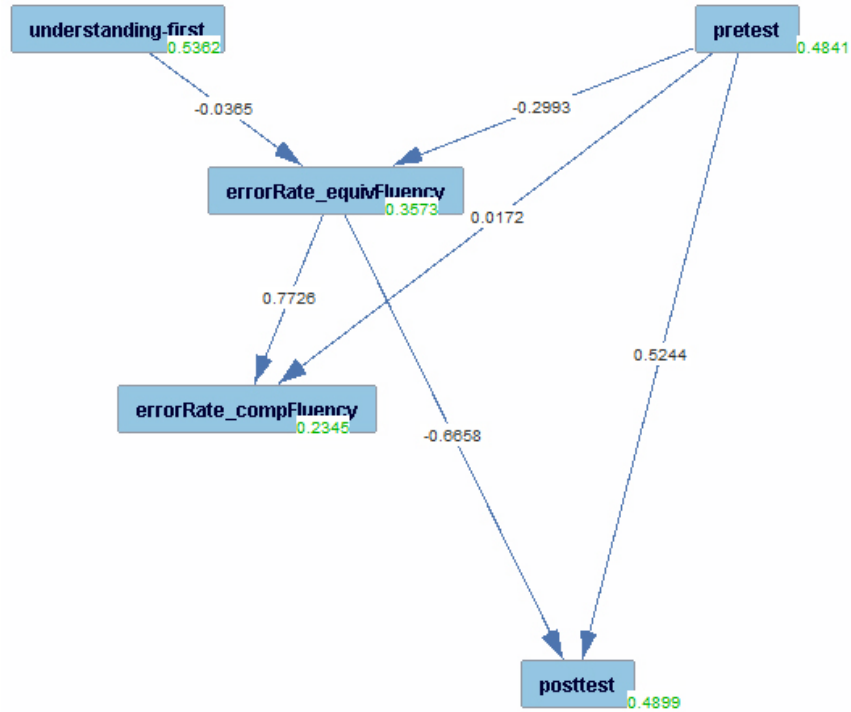 understanding-first
0.5362
pretest
0.4841
-0.0365
-0.2993
errorRate_equivFluency
0.3573
0.0172
0.7726
0.5244
errorRate_compFluency
0.2345
-0.6658
posttest
0.4899